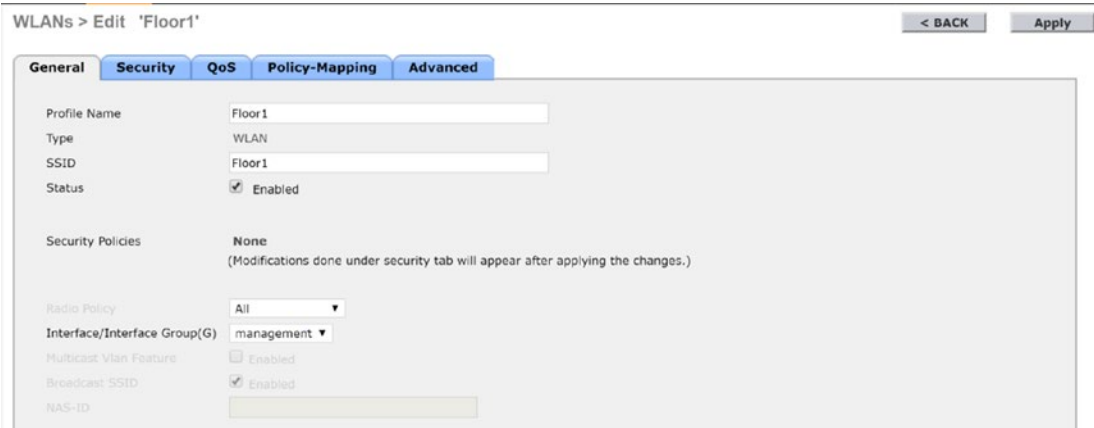 WLANs > Edit 'Floor1'
< BACK
Apply
General
Security
QoS
Policy-Mapping
Advanced
Profile Name
Floor1
Type
WLAN
SSID
Floor1
Status
Enabled
Security Policies
None
(Modifications done under security tab will appear after applying the changes.)
Radio Policy
All
Interface/Interface Group(G)
management
Multicast Vlan Feature
Enabled
Broadcast SSID
Enabled
NAS-ID